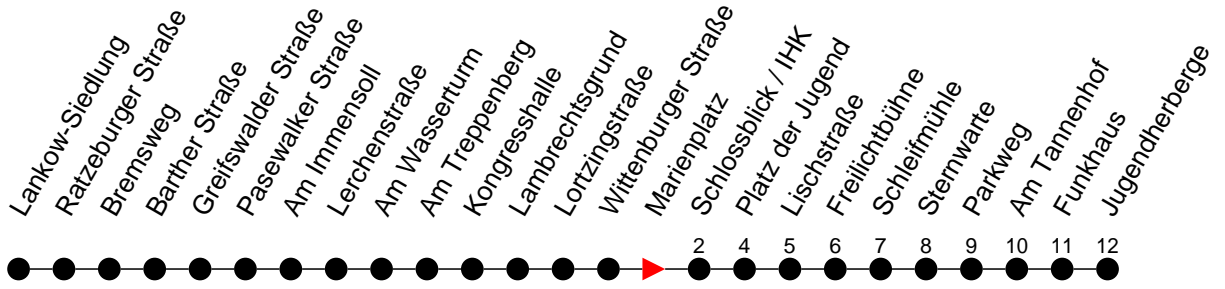 Lankow-Siedlung
Ratzeburger Straße
Bremsweg
Barther Straße
Greifswalder Straße
Pasewalker Straße
Am Immensoll
Lerchenstraße
Am Wasserturm
Am Treppenberg
Kongresshalle
Lambrechtsgrund
Lortzingstraße
Wittenburger Straße
Marienplatz
Schlossblick / IHK
Platz der Jugend
Lischstraße
Freilichtbühne
Schleifmühle
Sternwarte
Parkweg
Am Tannenhof
Funkhaus
Jugendherberge
2 4 5 6 7 8 9 10 11 12